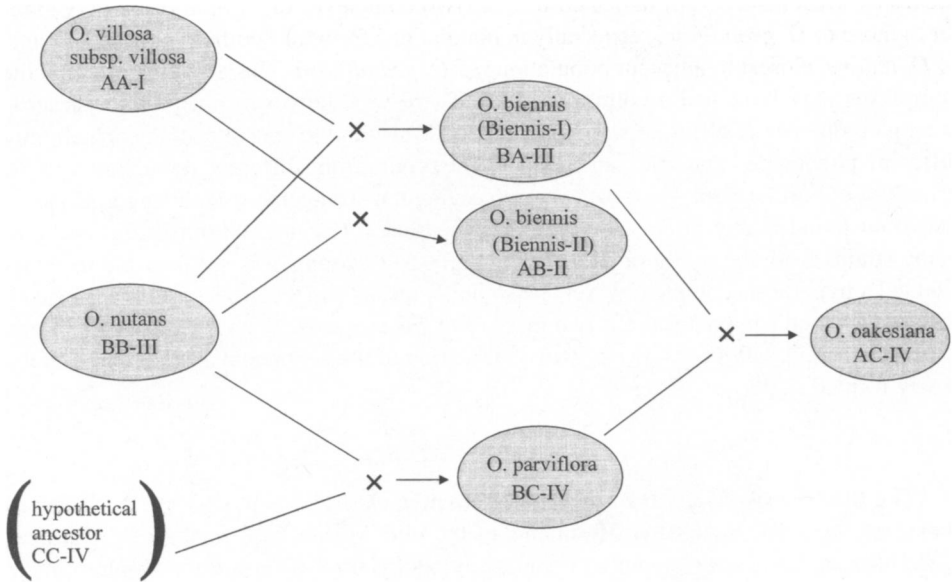 O. villosa
subsp. villosa
AA-I
O. biennis
(Biennis-I)
BA-III
O. biennis
(Biennis-II)
AB-II
O. nutans
BB-III
O. oakesiana
AC-IV
O. parviflora
BC-IV
hypothetical
ancestor
CC-IV